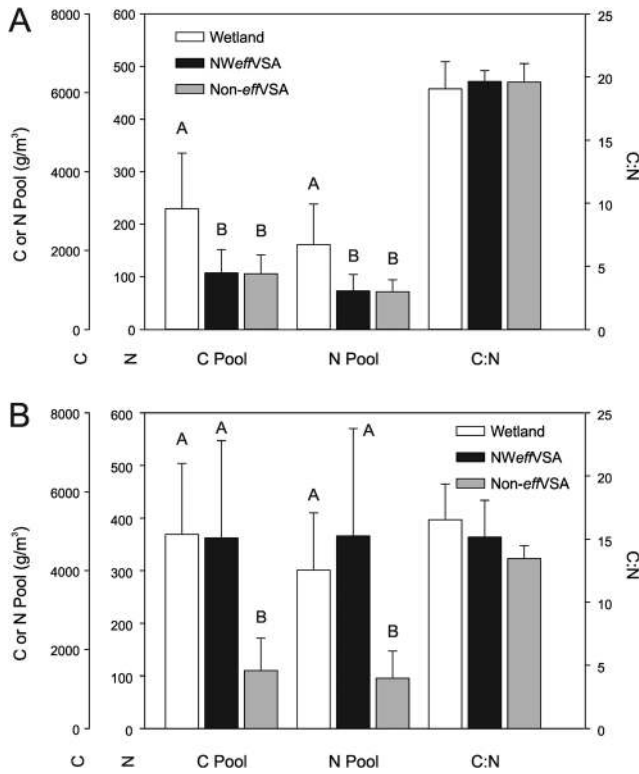 A
8000
6000
4000
2000
0
C or N Pool (g/m³)
C
600
500
400
300
200
100
0
N
Wetland
NWeffVSA
Non-effVSA
A
B
B
A
B
B
C Pool
N Pool
C:N
25
20
15
10
5
0
C:N
B
8000
6000
4000
2000
0
C or N Pool (g/m³)
C
600
500
400
300
200
100
0
N
Wetland
NWeffVSA
Non-effVSA
A
A
B
A
A
B
C Pool
N Pool
C:N
25
20
15
10
5
0
C:N